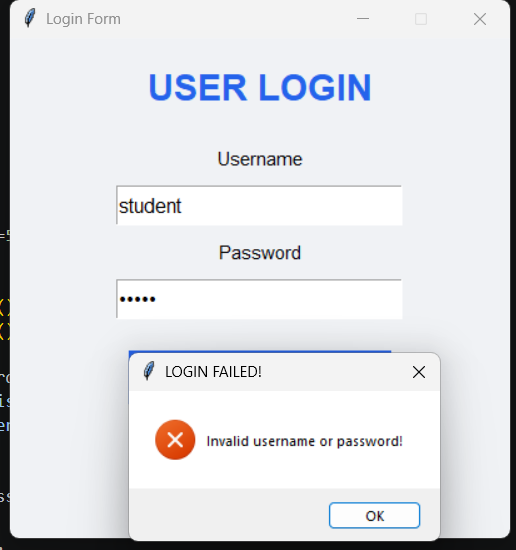 Login Form
USER LOGIN
Username
student
Password
•••••
LOGIN FAILED!
Invalid username or password!
OK